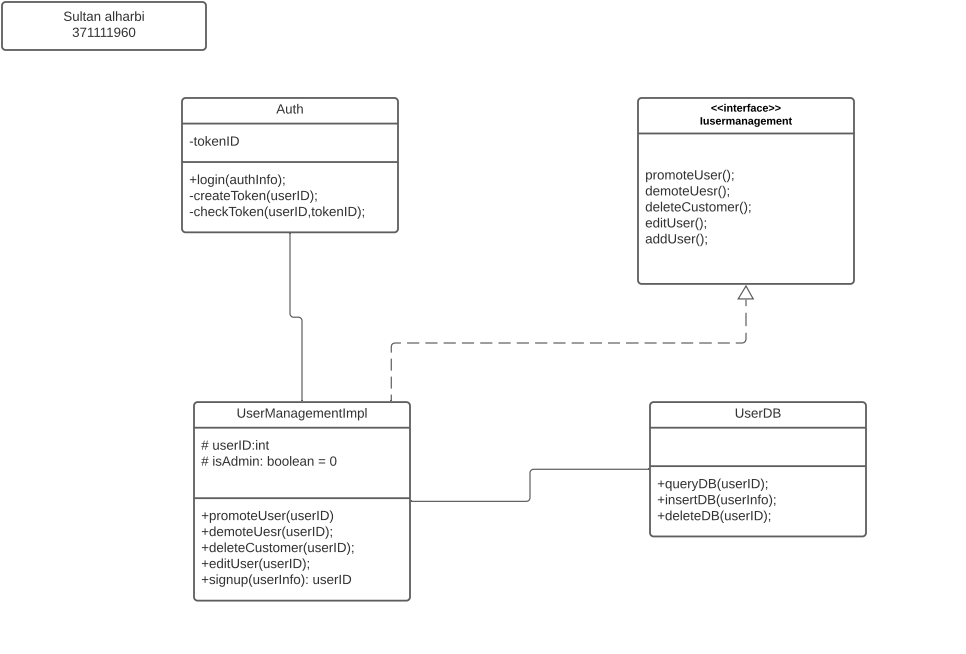 Sultan alharbi
371111960
Auth
-tokenID
+login(authInfo);
-createToken(userID);
-checkToken(userID,tokenID);
<<interface>>
Iusermanagement
promoteUser();
demoteUesr();
deleteCustomer();
editUser();
addUser();
UserManagementImpl
# userID:int
# isAdmin: boolean = 0
+promoteUser(userID)
+demoteUesr(userID);
+deleteCustomer(userID);
+editUser(userID);
+signup(userInfo): userID
UserDB
+queryDB(userID);
+insertDB(userInfo);
+deleteDB(userID);